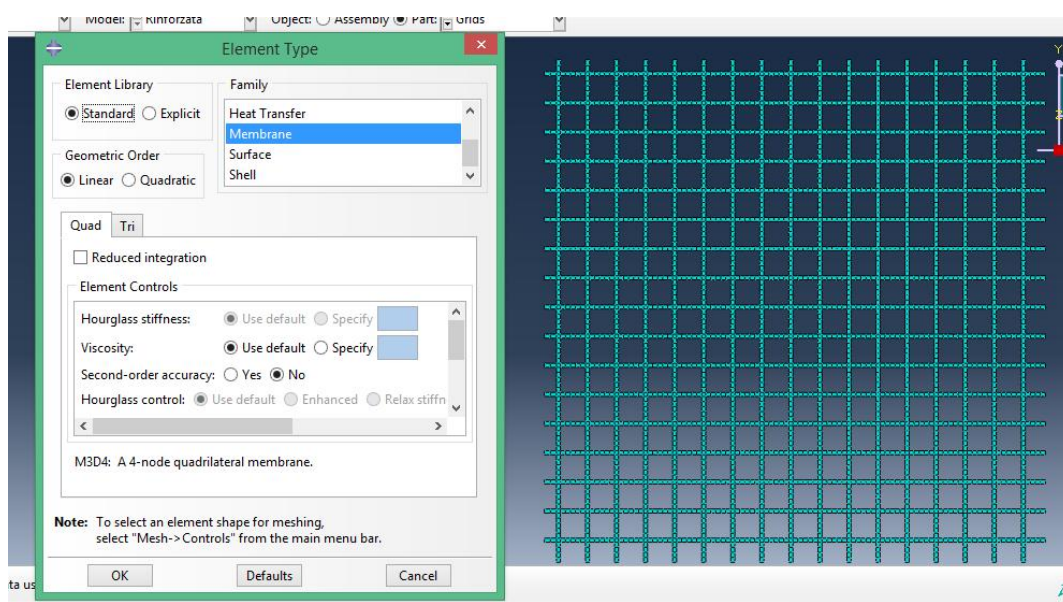 Model: Rinforzata Object: Assembly Part: Grids
Element Type
Element Library
Standard Explicit
Family
Heat Transfer
Membrane
Surface
Shell
Geometric Order
Linear Quadratic
Quad Tri
Reduced integration
Element Controls
Hourglass stiffness: Use default Specify
Viscosity: Use default Specify
Second-order accuracy: Yes No
Hourglass control: Use default Enhanced Relax stiffn
M3D4: A 4-node quadrilateral membrane.
Note: To select an element shape for meshing,
select "Mesh->Controls" from the main menu bar.
OK Defaults Cancel
ta us
Y
Z